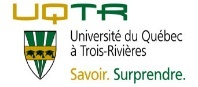 UQTR
Université du Québec
à Trois-Rivières
Savoir. Surprendre.